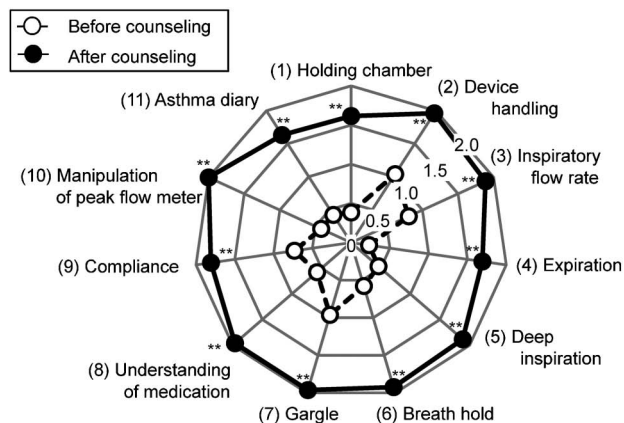 Before counseling
After counseling
(1) Holding chamber
(2) Device
handling
(11) Asthma diary
**
**
**
2.0
(3) Inspiratory
flow rate
**
1.5
**
(10) Manipulation
of peak flow meter
1.0
0.5
0
**
**
(9) Compliance
(4) Expiration
**
(5) Deep
inspiration
**
(8) Understanding
of medication
**
**
(7) Gargle
(6) Breath hold